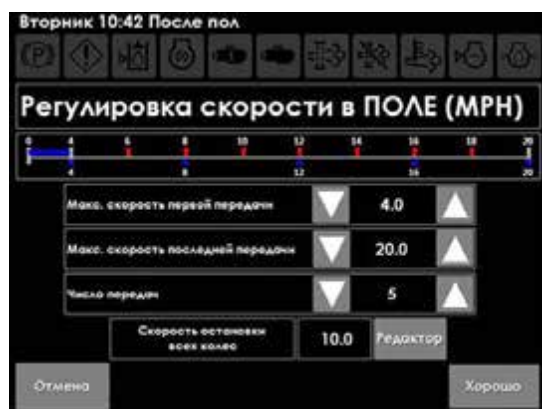 Вторник 10:42 После пол
Регулировка скорости в ПОЛЕ (MPH)
0 4 6 8 10 12 14 16 18 20
4 8 12 16 20
Макс. скорость первой передачи 4.0
Макс. скорость последней передачи 20.0
Число передач 5
Скорость остановки
всех колес
10.0 Редактор
Отмена Хорошо